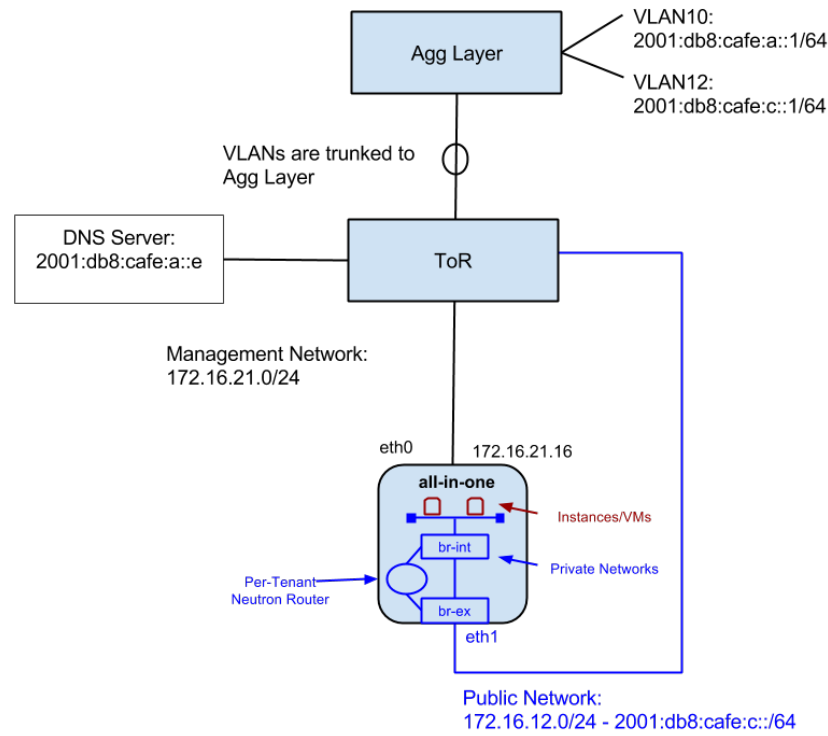 Agg Layer
VLAN10:
2001:db8:cafe:a::1/64
VLAN12:
2001:db8:cafe:c::1/64
VLANs are trunked to
Agg Layer
DNS Server:
2001:db8:cafe:a::e
ToR
Management Network:
172.16.21.0/24
eth0
172.16.21.16
all-in-one
Instances/VMs
br-int
Private Networks
Per-Tenant
Neutron Router
br-ex
eth1
Public Network:
172.16.12.0/24 - 2001:db8:cafe:c::/64